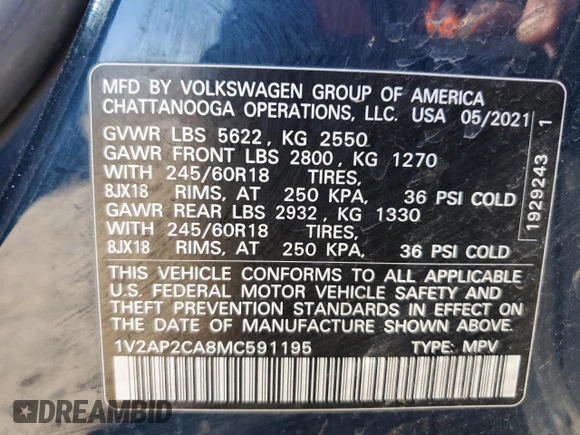 MFD BY VOLKSWAGEN GROUP OF AMERICA
CHATTANOOGA OPERATIONS, LLC. USA 05/2021
GVWR LBS 5622, KG 2550
GAWR FRONT LBS 2800, KG 1270
WITH 245/60R18 TIRES,
8JX18 RIMS, AT 250 KPA, 36 PSI COLD
GAWR REAR LBS 2932, KG 1330
WITH 245/60R18 TIRES,
8JX18 RIMS, AT 250 KPA, 36 PSI COLD
THIS VEHICLE CONFORMS TO ALL APPLICABLE
U.S. FEDERAL MOTOR VEHICLE SAFETY AND
THEFT PREVENTION STANDARDS IN EFFECT ON
THE DATE OF MANUFACTURE SHOWN ABOVE.
1V2AP2CA8MC591195 TYPE: MPV
1929243 1
DREAMBID